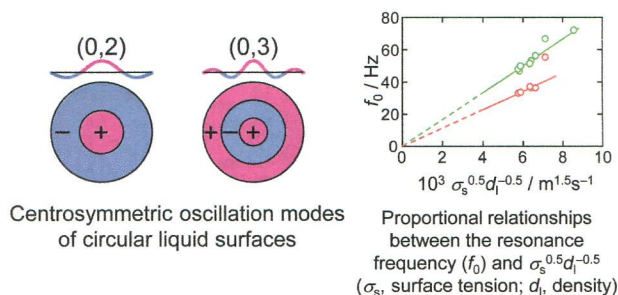 (0,2) (0,3)
− + + − +
Centrosymmetric oscillation modes
of circular liquid surfaces
f₀ / Hz
80
60
40
20
0
0 2 4 6 8 10
10³ σₛ⁰·⁵dₗ⁻⁰·⁵ / m¹·⁵s⁻¹
Proportional relationships
between the resonance
frequency (f₀) and σₛ⁰·⁵dₗ⁻⁰·⁵
(σₛ, surface tension; dₗ, density)